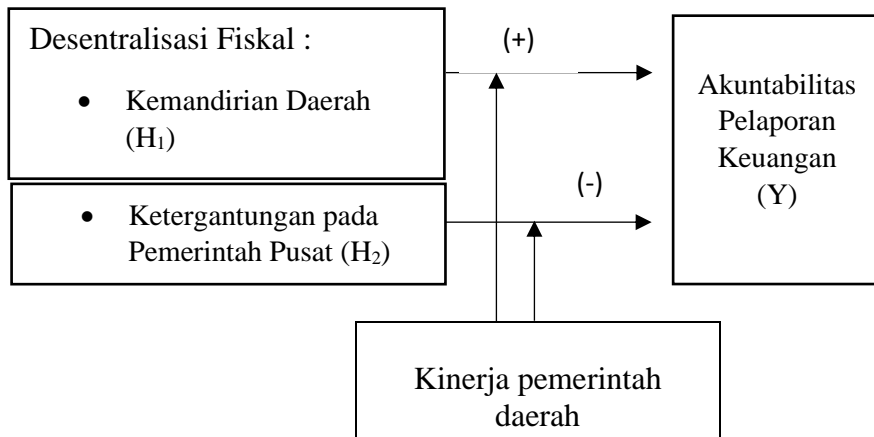 Desentralisasi Fiskal :
• Kemandirian Daerah
(H₁)
• Ketergantungan pada
Pemerintah Pusat (H₂)
(+)
(-)
Akuntabilitas
Pelaporan
Keuangan
(Y)
Kinerja pemerintah
daerah